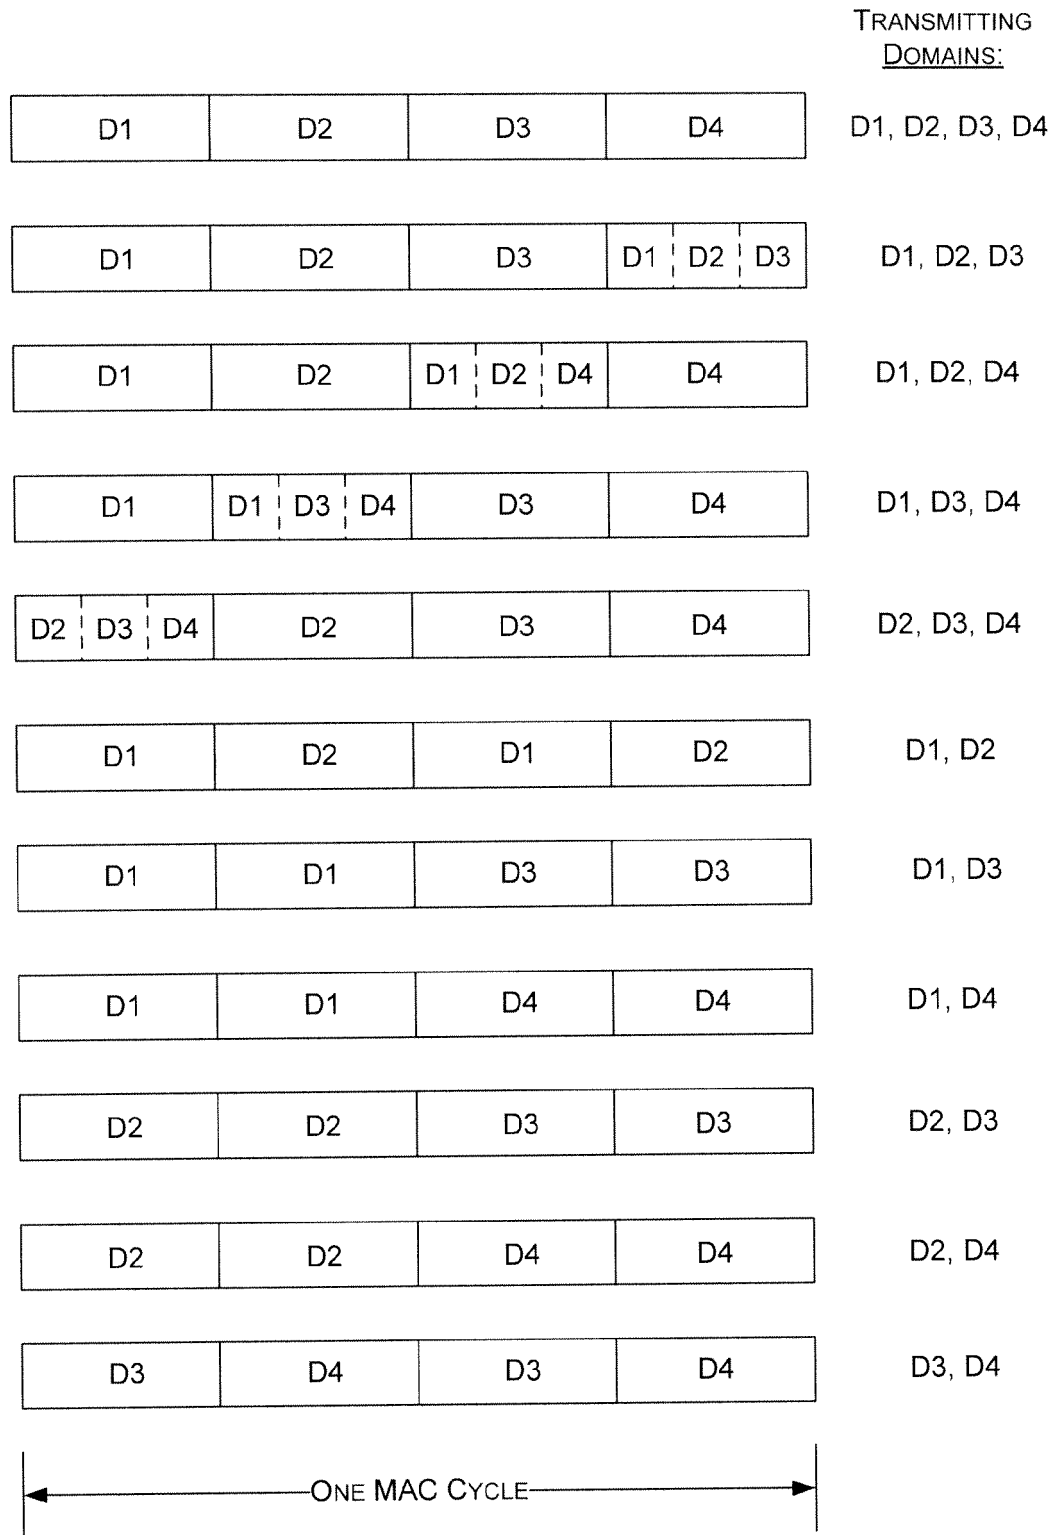 TRANSMITTING
DOMAINS:
D1 D2 D3 D4 D1, D2, D3, D4
D1 D2 D3 D1 D2 D3 D1, D2, D3
D1 D2 D1 D2 D4 D4 D1, D2, D4
D1 D1 D3 D4 D3 D4 D1, D3, D4
D2 D3 D4 D2 D3 D4 D2, D3, D4
D1 D2 D1 D2 D1, D2
D1 D1 D3 D3 D1, D3
D1 D1 D4 D4 D1, D4
D2 D2 D3 D3 D2, D3
D2 D2 D4 D4 D2, D4
D3 D4 D3 D4 D3, D4
ONE MAC CYCLE